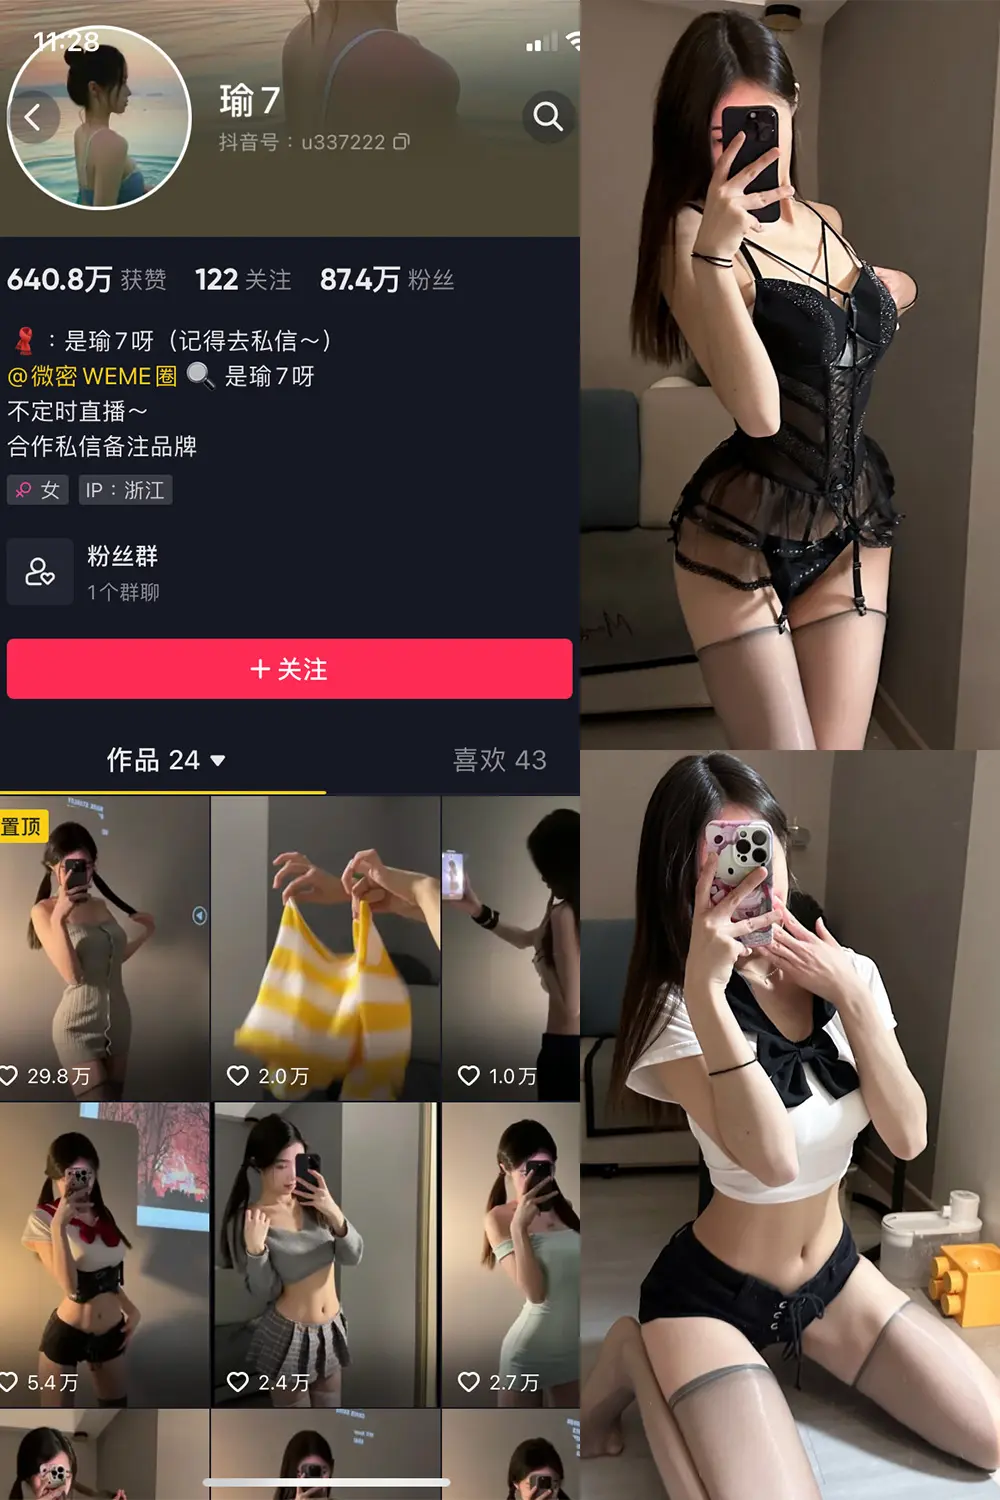 11:28
瑜7
抖音号：u337222
640.8万 获赞 122 关注 87.4万 粉丝
：是瑜7呀（记得去私信～）
@微密WEME圈 是瑜7呀
不定时直播～
合作私信备注品牌
女 IP：浙江
粉丝群
1个群聊
+ 关注
作品 24 喜欢 43
置顶
29.8万 2.0万 1.0万
5.4万 2.4万 2.7万